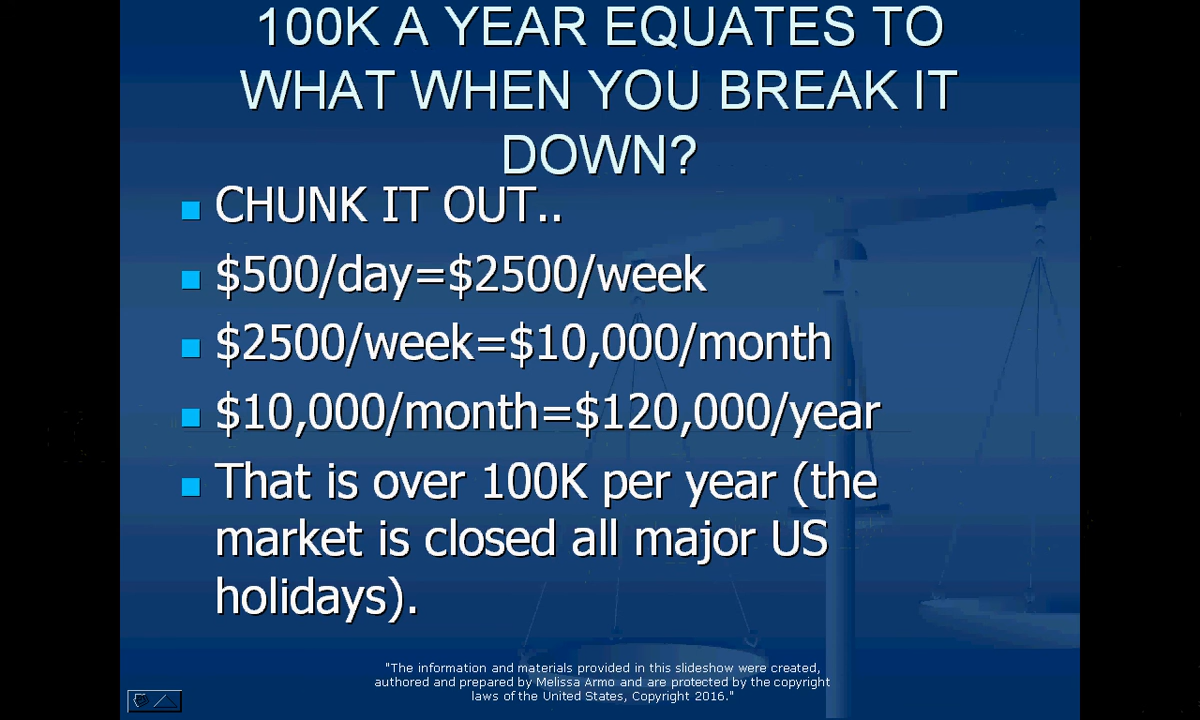 100K A YEAR EQUATES TO
WHAT WHEN YOU BREAK IT
DOWN?
CHUNK IT OUT..
$500/day=$2500/week
$2500/week=$10,000/month
$10,000/month=$120,000/year
That is over 100K per year (the
market is closed all major US
holidays).
"The information and materials provided in this slideshow were created,
authored and prepared by Melissa Armo and are protected by the copyright
laws of the United States, Copyright 2016."